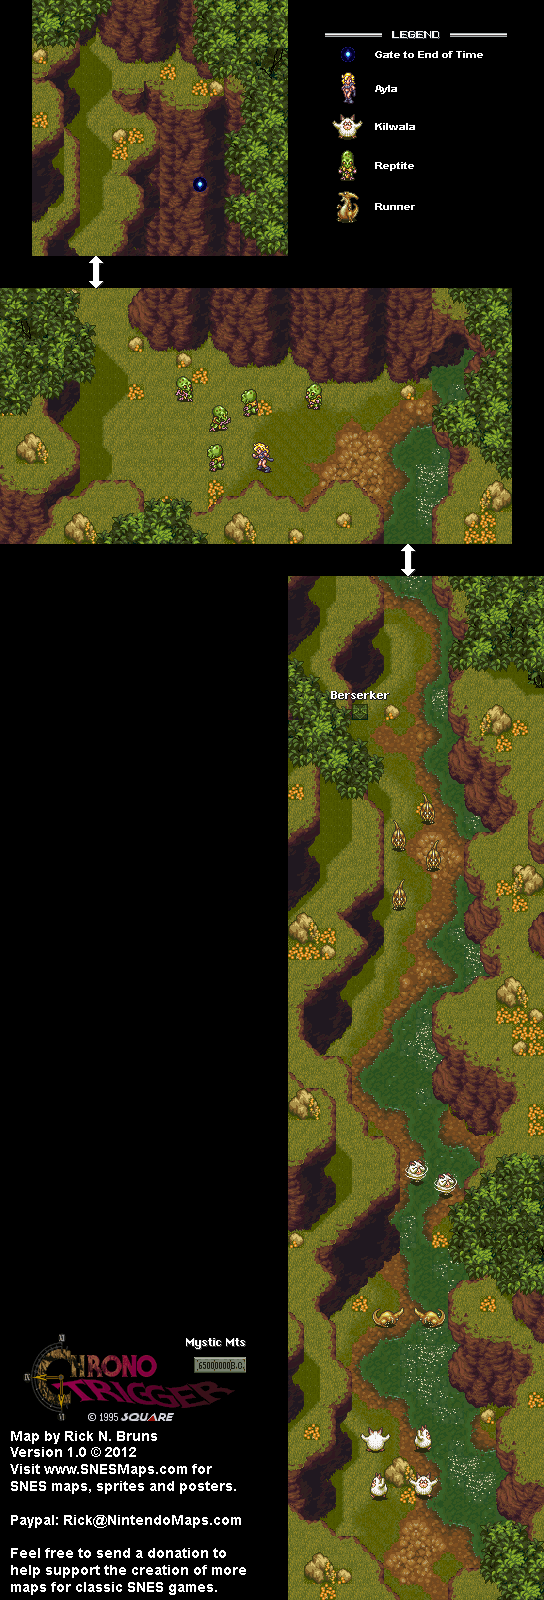 LEGEND
Gate to End of Time
Ayla
Kilwala
Reptite
Runner
Berserker
Mystic Mts
65000000B.C.
CHRONO
TRIGGER
© 1995 SQUARE
Map by Rick N. Bruns
Version 1.0 © 2012
Visit www.SNESMaps.com for
SNES maps, sprites and posters.
Paypal: Rick@NintendoMaps.com
Feel free to send a donation to
help support the creation of more
maps for classic SNES games.